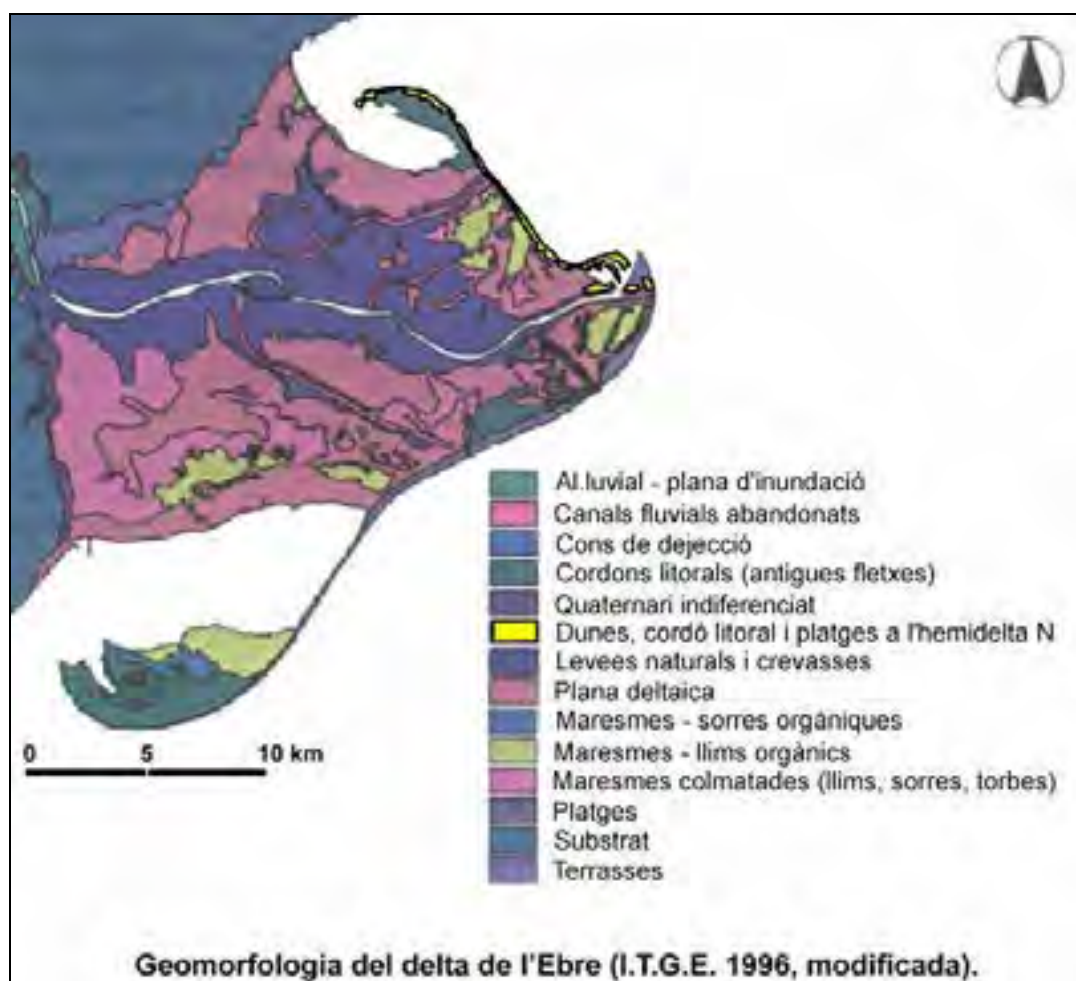 Al.luvial - plana d'inundació
Canals fluvials abandonats
Cons de dejecció
Cordons litorals (antigues fletxes)
Quaternari indiferenciat
Dunes, cordó litoral i platges a l'hemidelta N
Levees naturals i crevasses
Plana deltaica
Maresmes - sorres orgàniques
Maresmes - llims orgànics
Maresmes colmatades (llims, sorres, torbes)
Platges
Substrat
Terrasses
0 5 10 km
Geomorfologia del delta de l'Ebre (I.T.G.E. 1996, modificada).